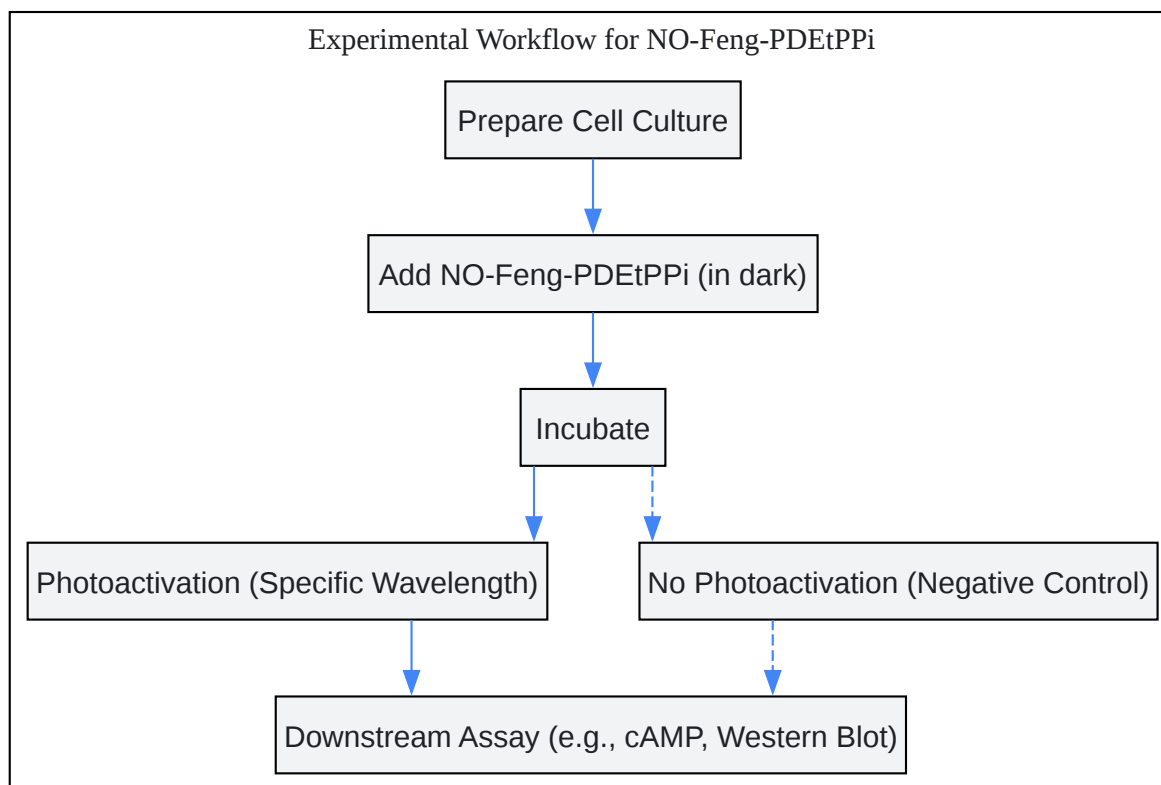 Experimental Workflow for NO-Feng-PDEtPPi
Prepare Cell Culture
Add NO-Feng-PDEtPPi (in dark)
Incubate
Photoactivation (Specific Wavelength)
No Photoactivation (Negative Control)
Downstream Assay (e.g., cAMP, Western Blot)